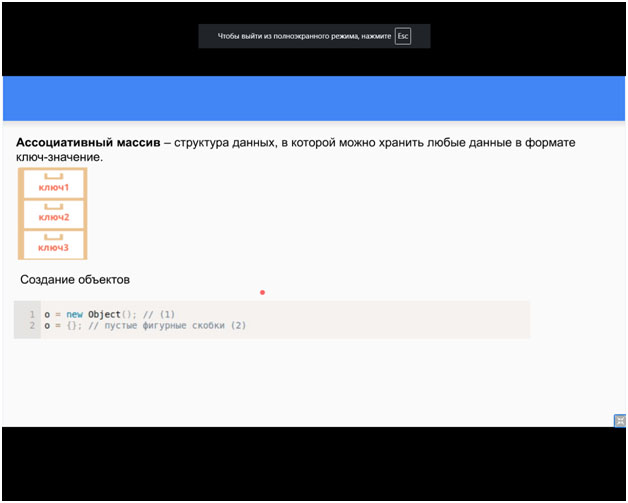 Чтобы выйти из полноэкранного режима, нажмите Esc
Ассоциативный массив – структура данных, в которой можно хранить любые данные в формате
ключ-значение.
ключ1
ключ2
ключ3
Создание объектов
1 o = new Object(); // (1)
2 o = {}; // пустые фигурные скобки (2)